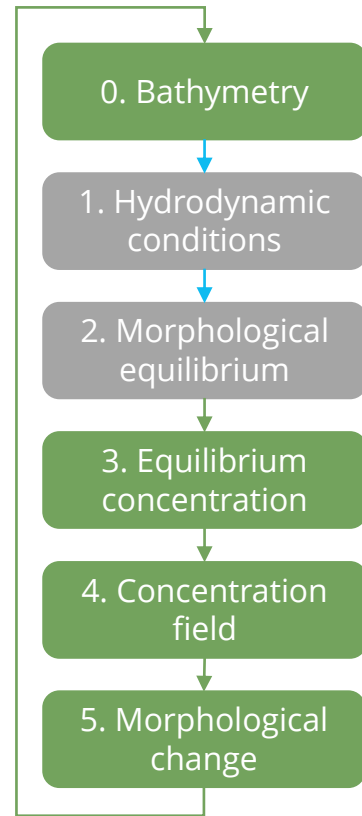 0. Bathymetry
1. Hydrodynamic
conditions
2. Morphological
equilibrium
3. Equilibrium
concentration
4. Concentration
field
5. Morphological
change